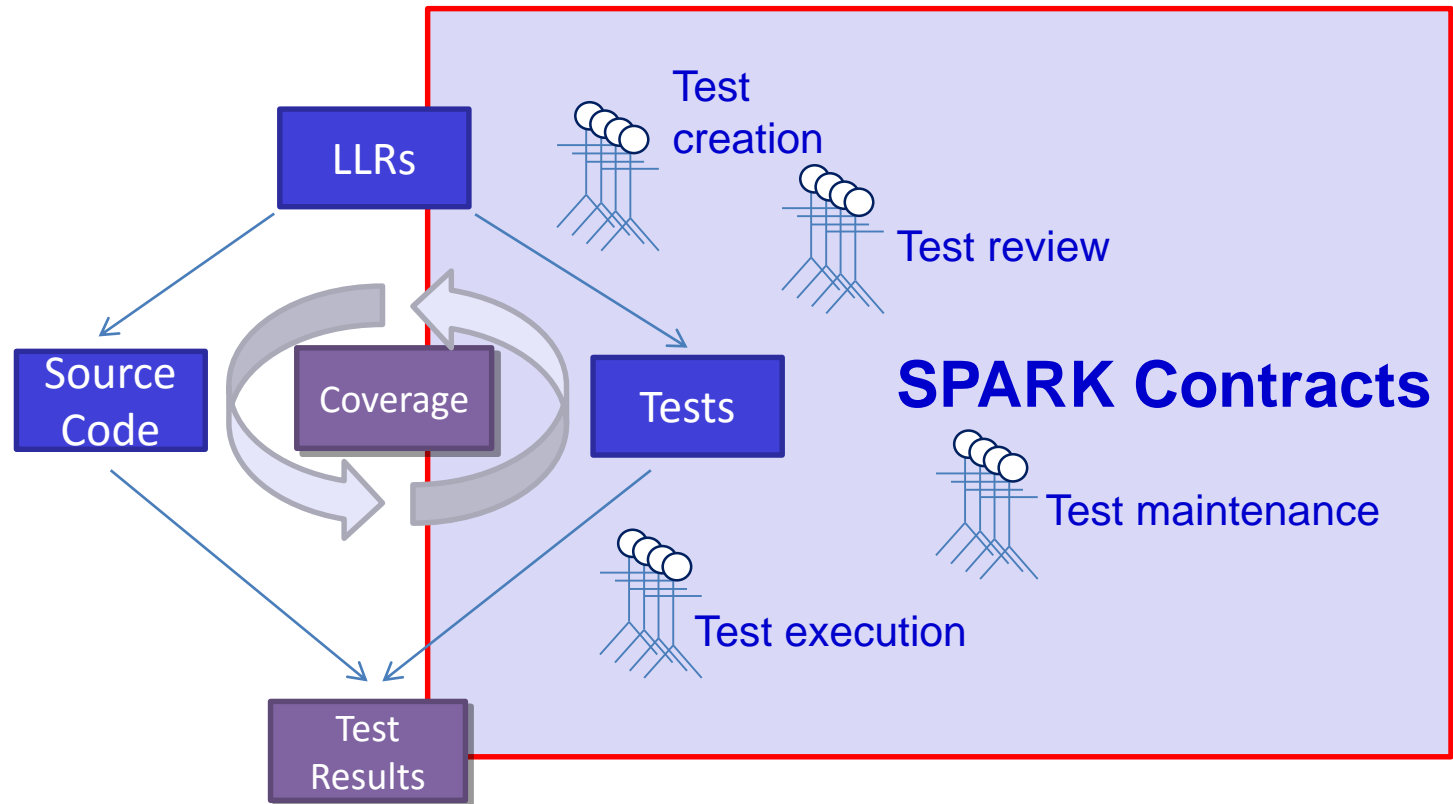 Test
creation
LLRs
Test review
Source
Code
Coverage
Tests
SPARK Contracts
Test maintenance
Test execution
Test
Results